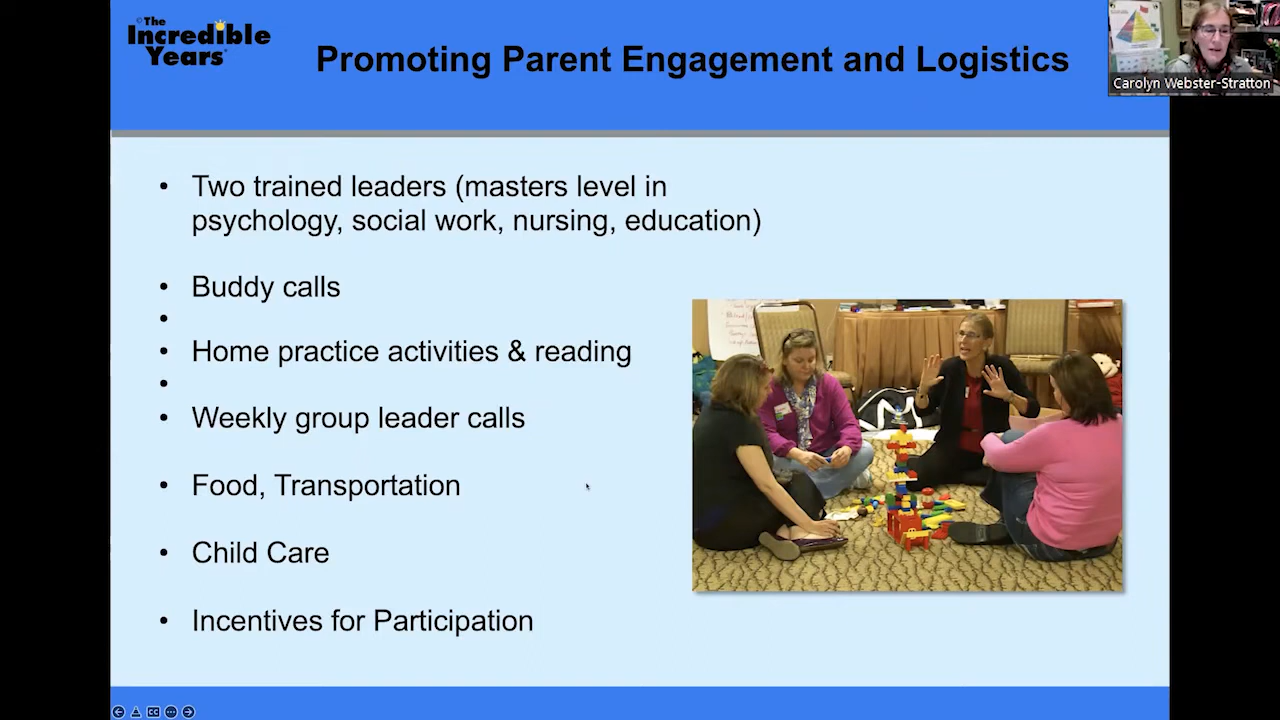 ©The
Incredible
Years®
Promoting Parent Engagement and Logistics
Carolyn Webster-Stratton
• Two trained leaders (masters level in
psychology, social work, nursing, education)
• Buddy calls
•
• Home practice activities & reading
•
• Weekly group leader calls
• Food, Transportation
• Child Care
• Incentives for Participation